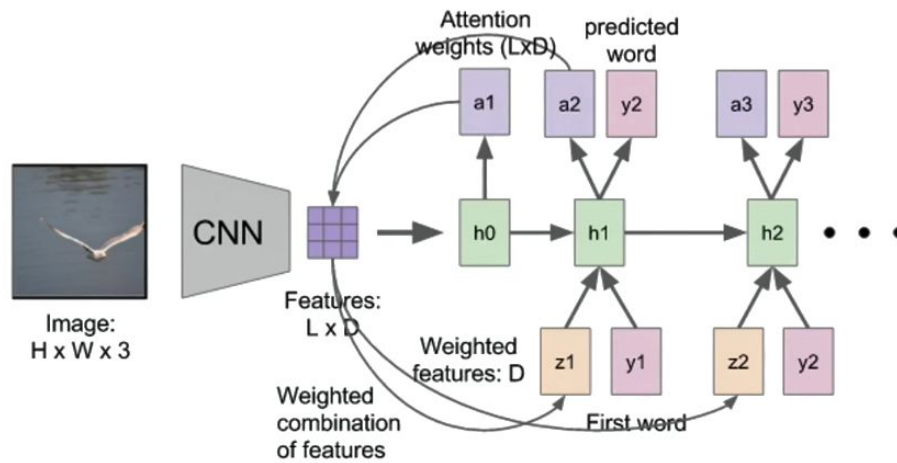 Attention
weights (LxD)
predicted
word
a1
a2
y2
a3
y3
CNN
h0
h1
h2
Image:
H x W x 3
Features:
L x D
Weighted
features: D
z1
y1
z2
y2
Weighted
combination
of features
First word